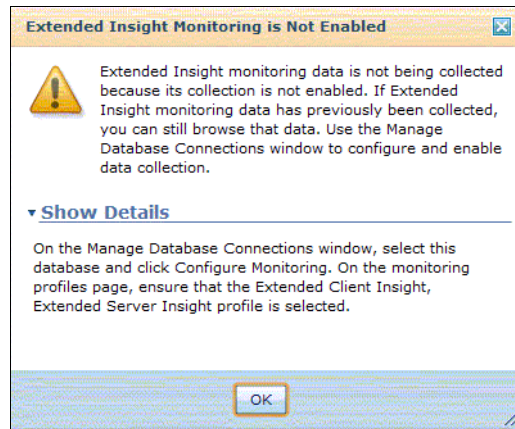 Extended Insight Monitoring is Not Enabled
Extended Insight monitoring data is not being collected
because its collection is not enabled. If Extended
Insight monitoring data has previously been collected,
you can still browse that data. Use the Manage
Database Connections window to configure and enable
data collection.
Show Details
On the Manage Database Connections window, select this
database and click Configure Monitoring. On the monitoring
profiles page, ensure that the Extended Client Insight,
Extended Server Insight profile is selected.
OK